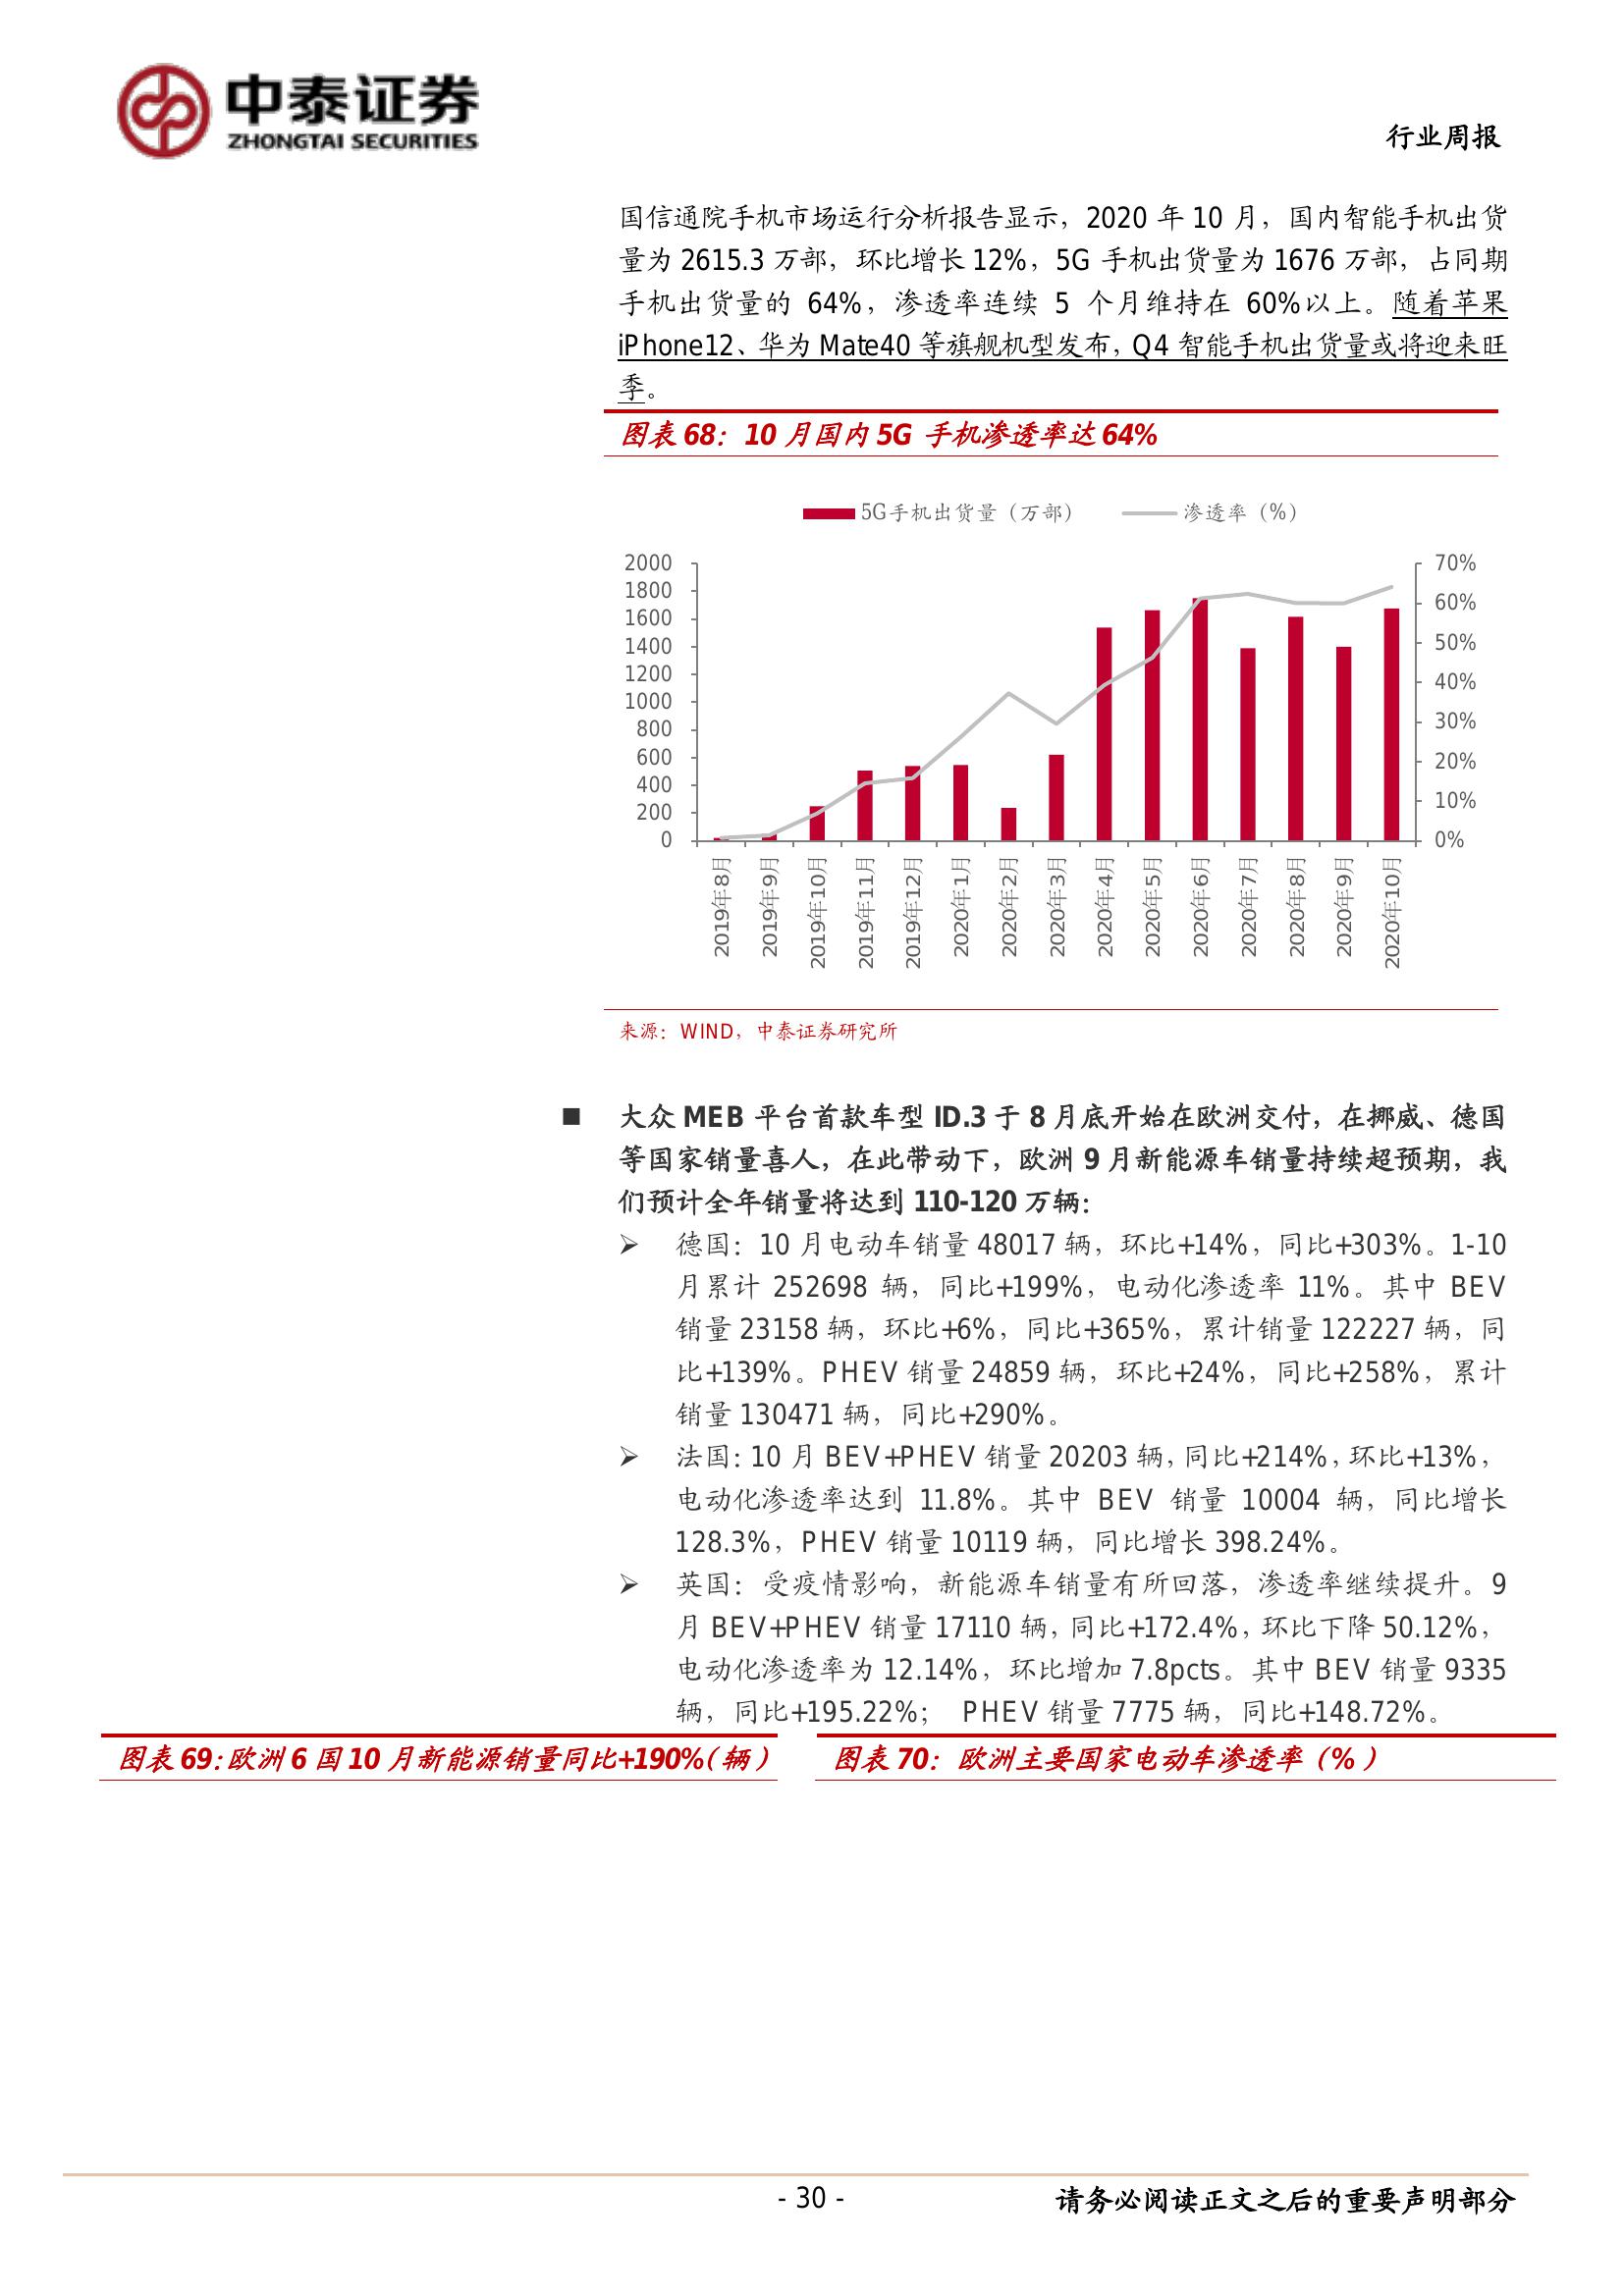 中泰证券
ZHONGTAI SECURITIES
行业周报
国信通院手机市场运行分析报告显示，2020 年 10 月，国内智能手机出货
量为 2615.3 万部，环比增长 12%，5G 手机出货量为 1676 万部，占同期
手机出货量的 64%，渗透率连续 5 个月维持在 60%以上。随着苹果
iPhone12、华为 Mate40 等旗舰机型发布，Q4 智能手机出货量或将迎来旺
季。
图表 68：10 月国内 5G 手机渗透率达 64%
5G手机出货量（万部） 渗透率（%）
2000 70%
1800
1600 60%
1400 50%
1200
1000 40%
800 30%
600 20%
400
200 10%
0 0%
2019年8月 2019年9月 2019年10月 2019年11月 2019年12月 2020年1月 2020年2月 2020年3月 2020年4月 2020年5月 2020年6月 2020年7月 2020年8月 2020年9月 2020年10月
来源：WIND，中泰证券研究所
■ 大众 MEB 平台首款车型 ID.3 于 8 月底开始在欧洲交付，在挪威、德国
等国家销量喜人，在此带动下，欧洲 9 月新能源车销量持续超预期，我
们预计全年销量将达到 110-120 万辆：
➢ 德国：10 月电动车销量 48017 辆，环比+14%，同比+303%。1-10
月累计 252698 辆，同比+199%，电动化渗透率 11%。其中 BEV
销量 23158 辆，环比+6%，同比+365%，累计销量 122227 辆，同
比+139%。PHEV 销量 24859 辆，环比+24%，同比+258%，累计
销量 130471 辆，同比+290%。
➢ 法国：10 月 BEV+PHEV 销量 20203 辆，同比+214%，环比+13%，
电动化渗透率达到 11.8%。其中 BEV 销量 10004 辆，同比增长
128.3%，PHEV 销量 10119 辆，同比增长 398.24%。
➢ 英国：受疫情影响，新能源车销量有所回落，渗透率继续提升。9
月 BEV+PHEV 销量 17110 辆，同比+172.4%，环比下降 50.12%，
电动化渗透率为 12.14%，环比增加 7.8pcts。其中 BEV 销量 9335
辆，同比+195.22%； PHEV 销量 7775 辆，同比+148.72%。
图表 69：欧洲 6 国 10 月新能源销量同比+190%（辆）
图表 70：欧洲主要国家电动车渗透率（%）
- 30 -
请务必阅读正文之后的重要声明部分